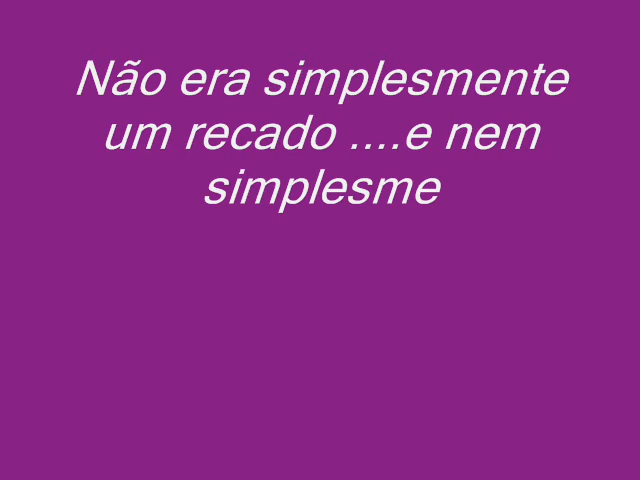 Não era simplesmente
um recado ....e nem
simplesme